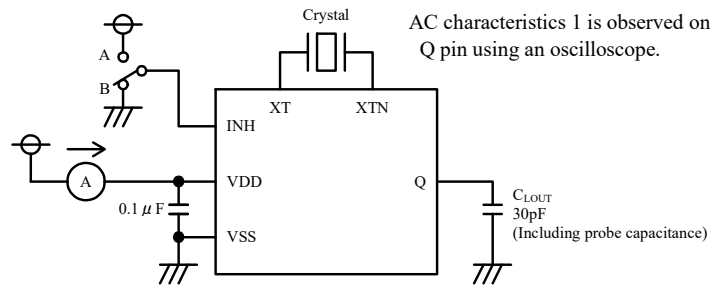 Crystal
AC characteristics 1 is observed on
Q pin using an oscilloscope.
A
B
XT
XTN
INH
A
VDD
Q
0.1 μ F
VSS
CLOUT
30pF
(Including probe capacitance)